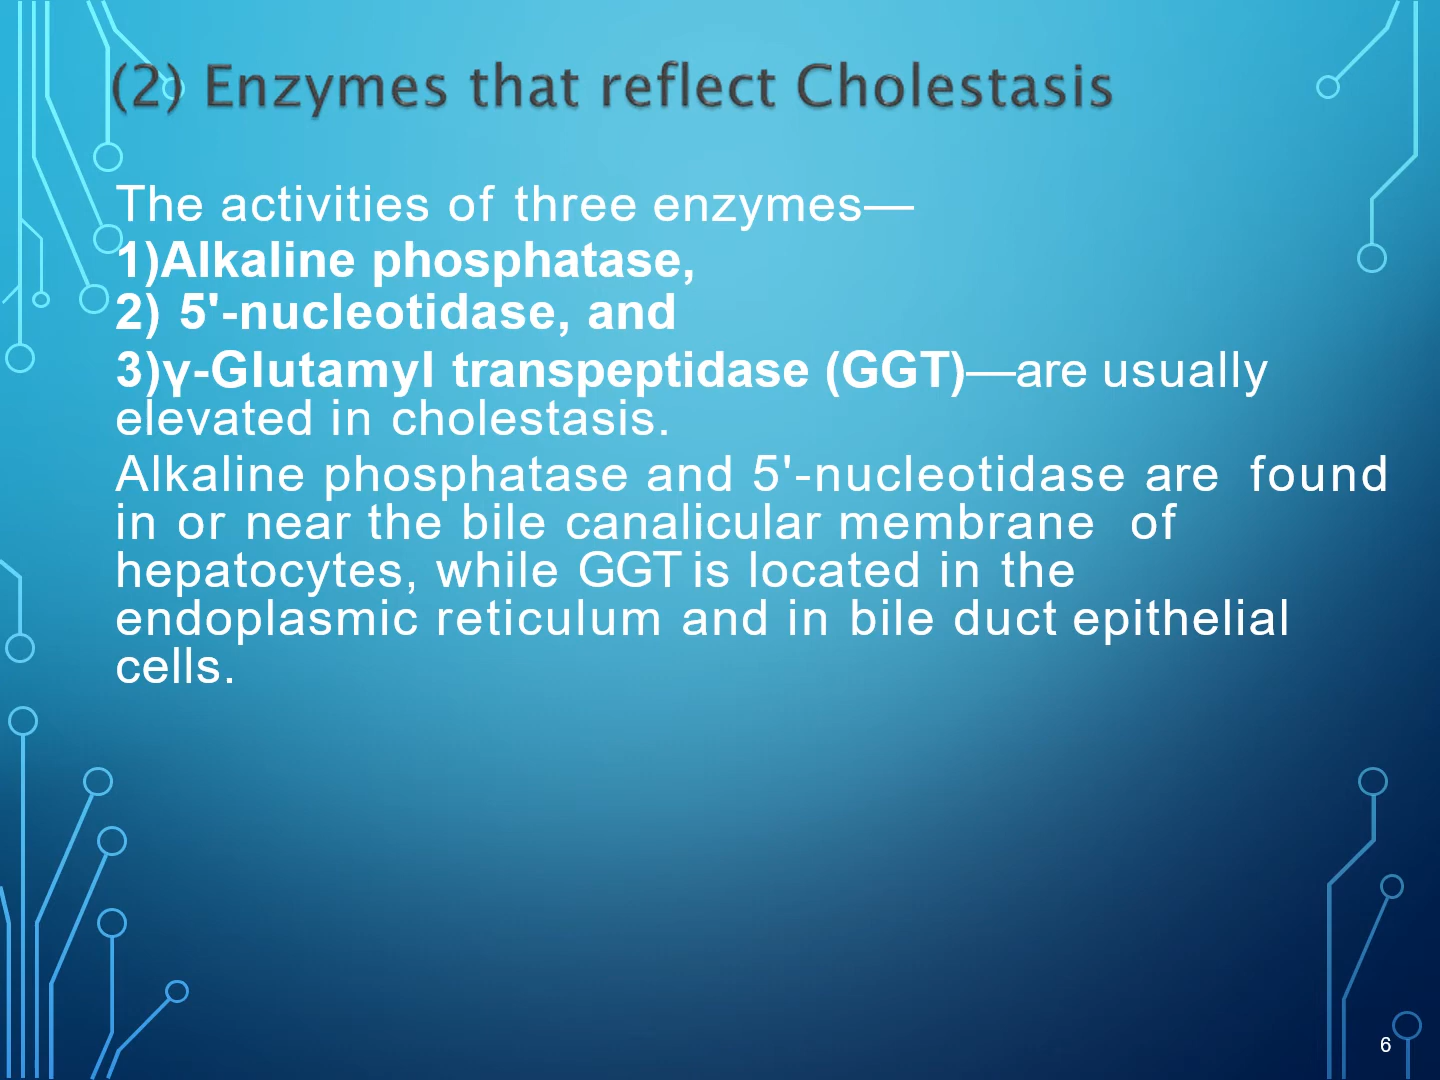 (2) Enzymes that reflect Cholestasis
The activities of three enzymes—
1)Alkaline phosphatase,
2) 5'-nucleotidase, and
3)γ-Glutamyl transpeptidase (GGT)—are usually
elevated in cholestasis.
Alkaline phosphatase and 5'-nucleotidase are found
in or near the bile canalicular membrane of
hepatocytes, while GGT is located in the
endoplasmic reticulum and in bile duct epithelial
cells.
6